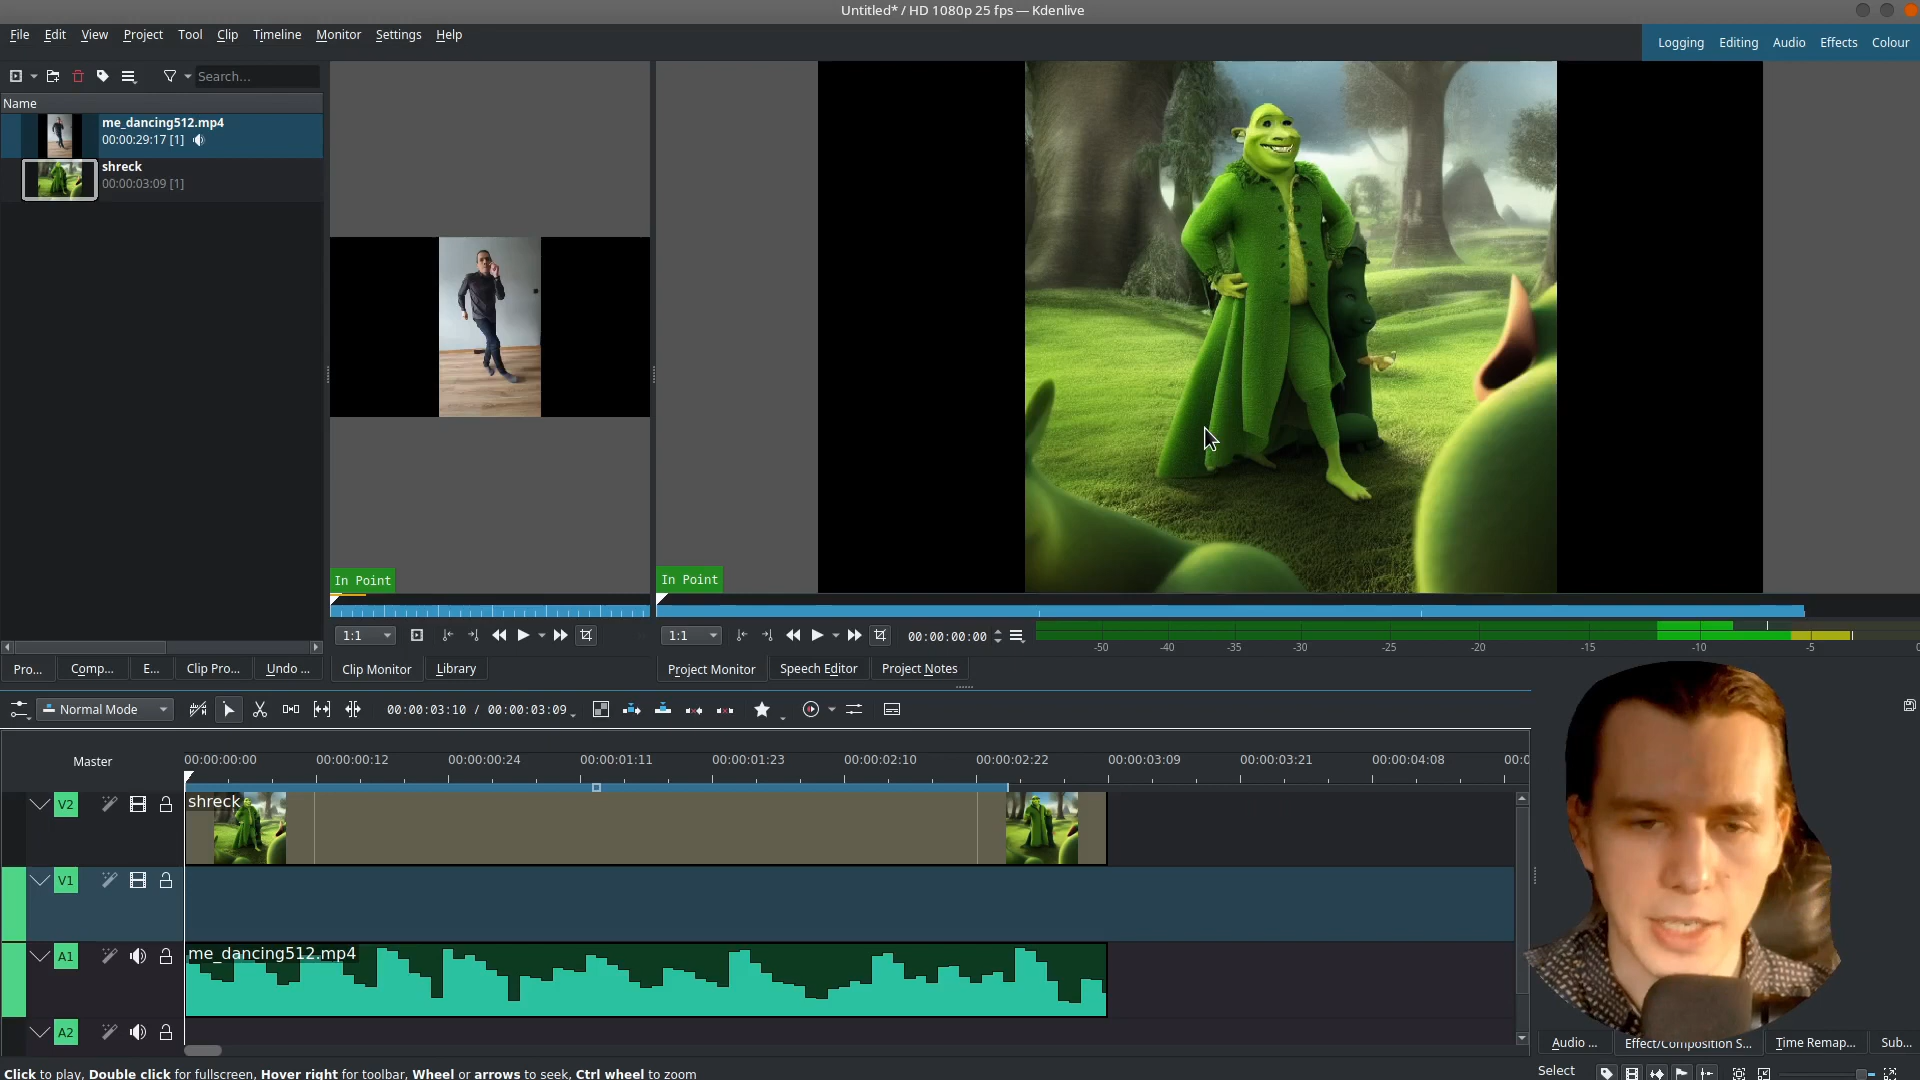 Untitled* / HD 1080p 25 fps — Kdenlive
File Edit View Project Tool Clip Timeline Monitor Settings Help
Logging Editing Audio Effects Colour
Search...
Name
me_dancing512.mp4
00:00:29:17 [1]
shreck
00:00:03:09 [1]
In Point
In Point
1:1
1:1
00:00:00:00
-50 -40 -35 -30 -25 -20 -15 -10 -5 0
Pro... Comp... E... Clip Pro... Undo ...
Clip Monitor Library
Project Monitor Speech Editor Project Notes
Normal Mode
00:00:03:10 / 00:00:03:09
Master
00:00:00:00 00:00:00:12 00:00:00:24 00:00:01:11 00:00:01:23 00:00:02:10 00:00:02:22 00:00:03:09 00:00:03:21 00:00:04:08 00:0
V2
shreck
V1
A1
me_dancing512.mp4
A2
Audio ... Effect/Composition S... Time Remap... Sub...
Click to play, Double click for fullscreen, Hover right for toolbar, Wheel or arrows to seek, Ctrl wheel to zoom
Select